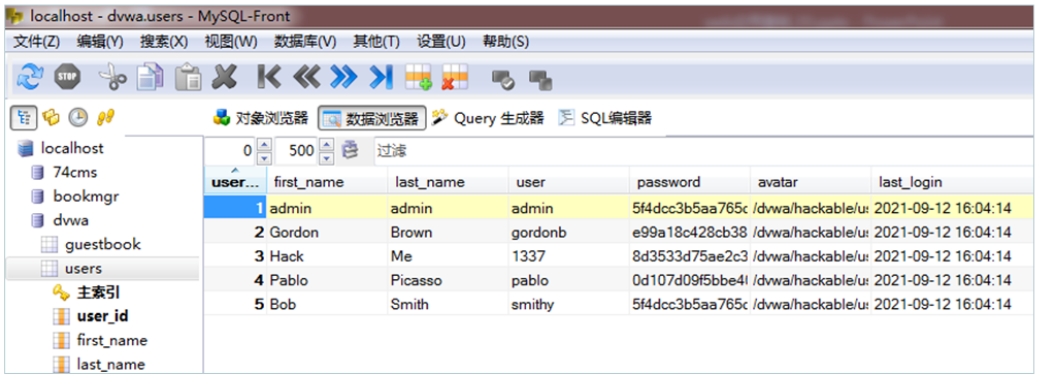 localhost - dvwa.users - MySQL-Front
文件(Z) 编辑(Y) 搜索(X) 视图(W) 数据库(V) 其他(T) 设置(U) 帮助(S)
STOP
对象浏览器 数据浏览器 Query 生成器 SQL编辑器
localhost
74cms
bookmgr
dvwa
guestbook
users
主索引
user_id
first_name
last_name
0 500 过滤
user... first_name last_name user password avatar last_login
1 admin admin admin 5f4dcc3b5aa765c /dvwa/hackable/u 2021-09-12 16:04:14
2 Gordon Brown gordonb e99a18c428cb38 /dvwa/hackable/u 2021-09-12 16:04:14
3 Hack Me 1337 8d3533d75ae2c3 /dvwa/hackable/u 2021-09-12 16:04:14
4 Pablo Picasso pablo 0d107d09f5bbe4 /dvwa/hackable/u 2021-09-12 16:04:14
5 Bob Smith smithy 5f4dcc3b5aa765c /dvwa/hackable/u 2021-09-12 16:04:14